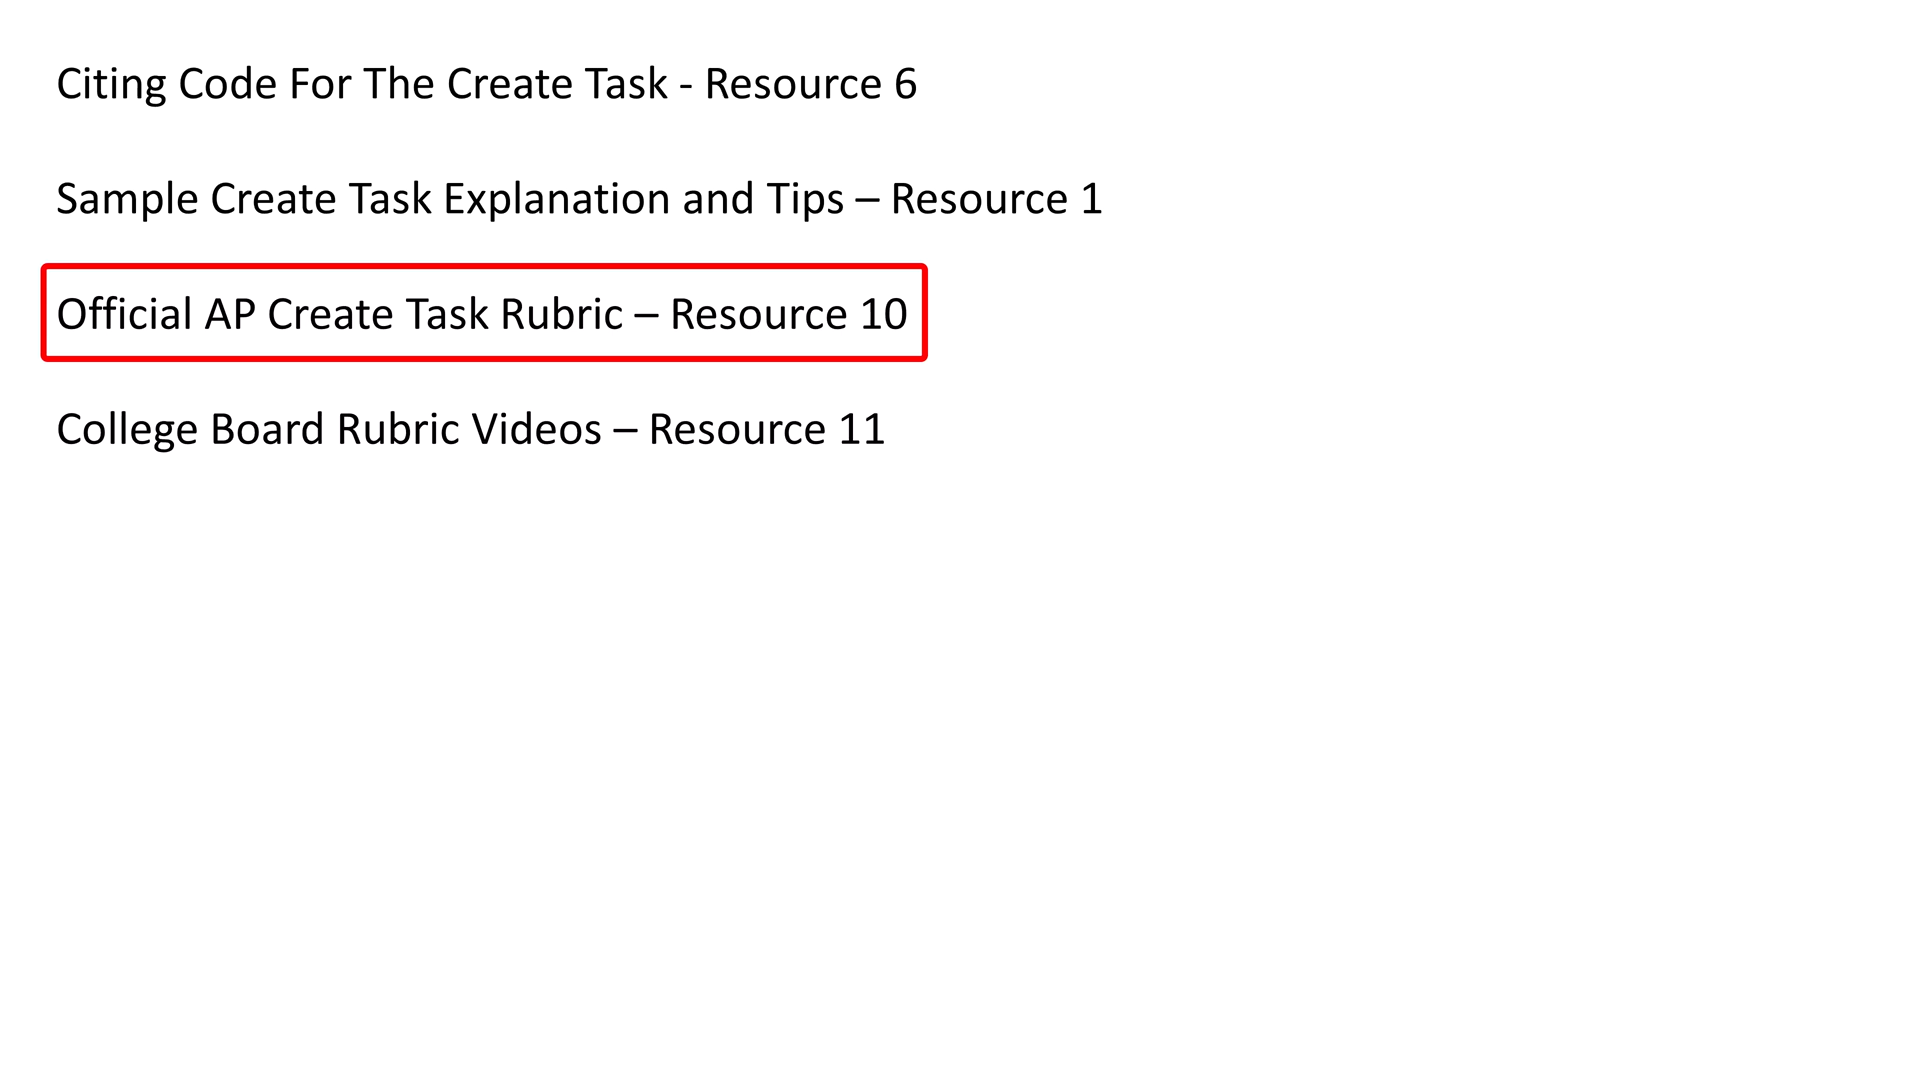 Citing Code For The Create Task - Resource 6
Sample Create Task Explanation and Tips – Resource 1
Official AP Create Task Rubric – Resource 10
College Board Rubric Videos – Resource 11